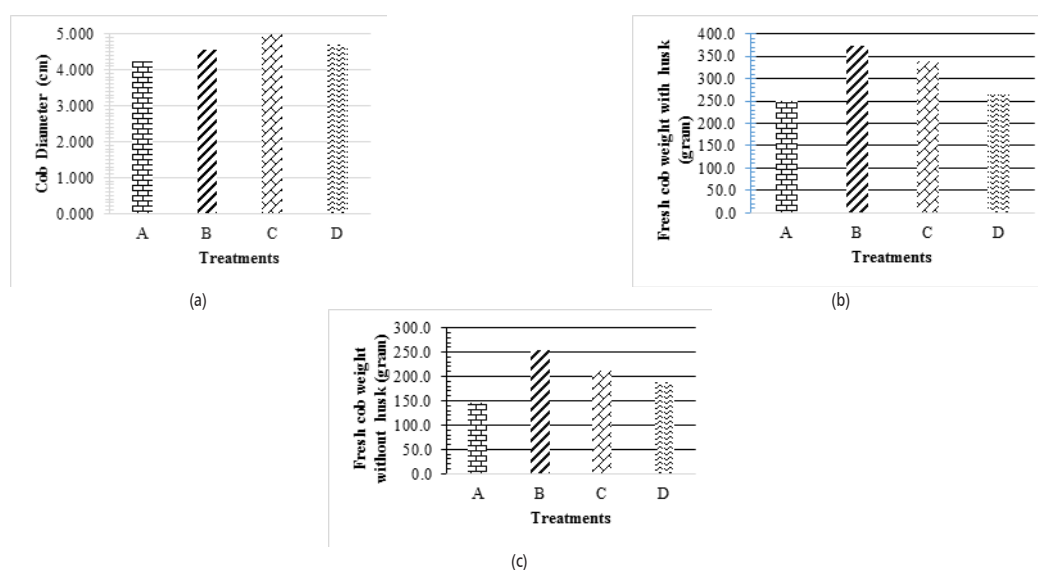 Cob Diameter (cm)
5.000
4.000
3.000
2.000
1.000
0.000
A B C D
Treatments
(a)
Fresh cob weight with husk
(gram)
400.0
350.0
300.0
250.0
200.0
150.0
100.0
50.0
0.0
A B C D
Treatments
(b)
Fresh cob weight
without husk (gram)
300.0
250.0
200.0
150.0
100.0
50.0
0.0
A B C D
Treatments
(c)